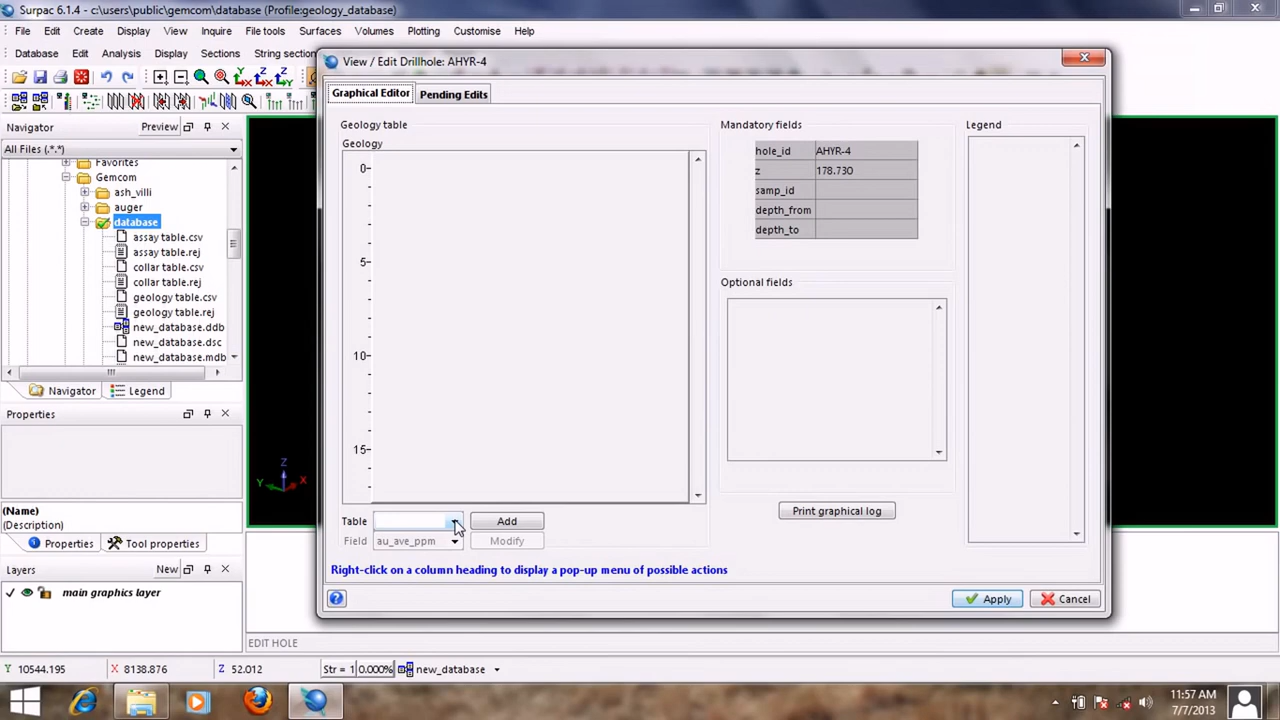 Surpac 6.1.4 - c:\users\public\gemcom\database (Profile:geology_database)
File Edit Create Display View Inquire File tools Surfaces Volumes Plotting Customise Help
Database Edit Analysis Display Sections String section
View / Edit Drillhole: AHYR-4
Graphical Editor Pending Edits
Navigator Preview
All Files (*.*)
Favorites
Gemcom
ash_villi
auger
database
assay table.csv
assay table.rej
collar table.csv
collar table.rej
geology table.csv
geology table.rej
new_database.ddb
new_database.dsc
new_database.mdb
Navigator Legend
Properties
(Name)
(Description)
Properties Tool properties
Layers New
main graphics layer
Geology table
Geology
0
5
10
15
Table Add
Field au_ave_ppm Modify
Mandatory fields
hole_id AHYR-4
z 178.730
samp_id
depth_from
depth_to
Optional fields
Print graphical log
Legend
Right-click on a column heading to display a pop-up menu of possible actions
Apply Cancel
EDIT HOLE
Y 10544.195 X 8138.876 Z 52.012 Str = 1 0.000% new_database
Z
Y X
11:57 AM
7/7/2013